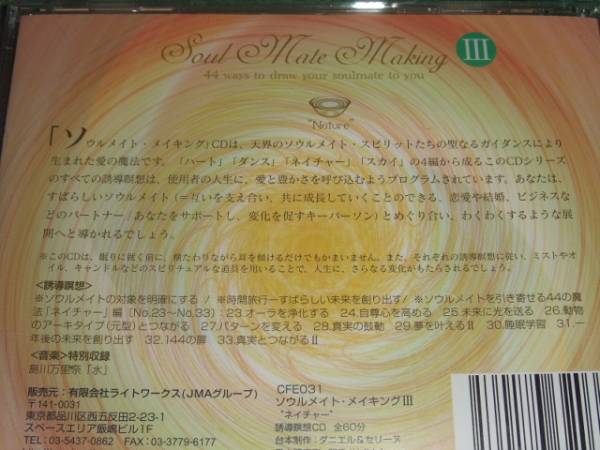 Soul Mate Making III
44 ways to draw your soulmate to you
"Nature"
「ソウルメイト・メイキング」CDは、天界のソウルメイト・スピリットたちの聖なるガイダンスにより
生まれた愛の魔法です。「ハート」「ダンス」「ネイチャー」「スカイ」の4編から成るこのCDシリーズ
のすべての誘導瞑想は、使用者の人生に、愛と豊かさを呼び込むようプログラムされています。あなたは、
すばらしいソウルメイト(=互いを支え合い、共に成長していくことのできる、恋愛や結婚、ビジネスな
どのパートナー/あなたをサポートし、変化を促すキーパーソン)とめぐり合い、わくわくするような展
開へと導かれるでしょう。
※このCDは、眠りに就く前に、横たわりながら耳を傾けるだけでもかまいません。また、それぞれの誘導瞑想に従い、ミストやオ
イル、キャンドルなどのスピリチュアルな道具を用いることで、人生に、さらなる変化がもたらされるでしょう。
《誘導瞑想》
※ソウルメイトの対象を明確にする / ※時間旅行ーすばらしい未来を創り出す/ ※ソウルメイトを引き寄せる44の魔
法「ネイチャー」編〔No.23~No.33〕:23.オーラを浄化する 24.自尊心を高める 25.未来に光を送る 26.動物
のアーキタイプ(元型)とつながる 27.パターンを変える 28.真実の鼓動 29.夢を叶えるⅡ 30.睡眠学習 31.一
年後の未来を創り出す 32.144の扉 33.真実とつながるⅡ
《音楽》特別収録
島川万里奈「水」
販売元:有限会社ライトワークス(JMAグループ)
〒141-0031
東京都品川区西五反田2-23-1
スペースエリア飯嶋ビル1F
TEL:03-5437-0862 FAX:03-3779-6177
CFE031
ソウルメイト・メイキングⅢ
"ネイチャー"
誘導瞑想CD 全60分
台本制作:ダニエル&セリーヌ